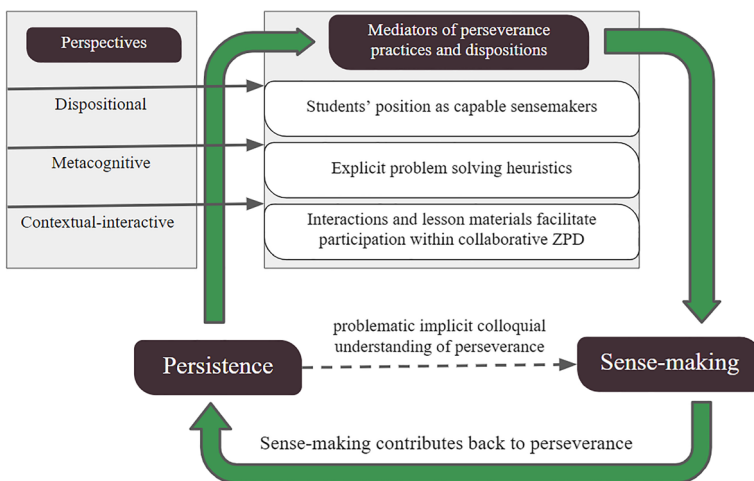 Perspectives
Mediators of perseverance
practices and dispositions
Dispositional
Students' position as capable sensemakers
Metacognitive
Explicit problem solving heuristics
Contextual-interactive
Interactions and lesson materials facilitate
participation within collaborative ZPD
problematic implicit colloquial
understanding of perseverance
Persistence
Sense-making
Sense-making contributes back to perseverance